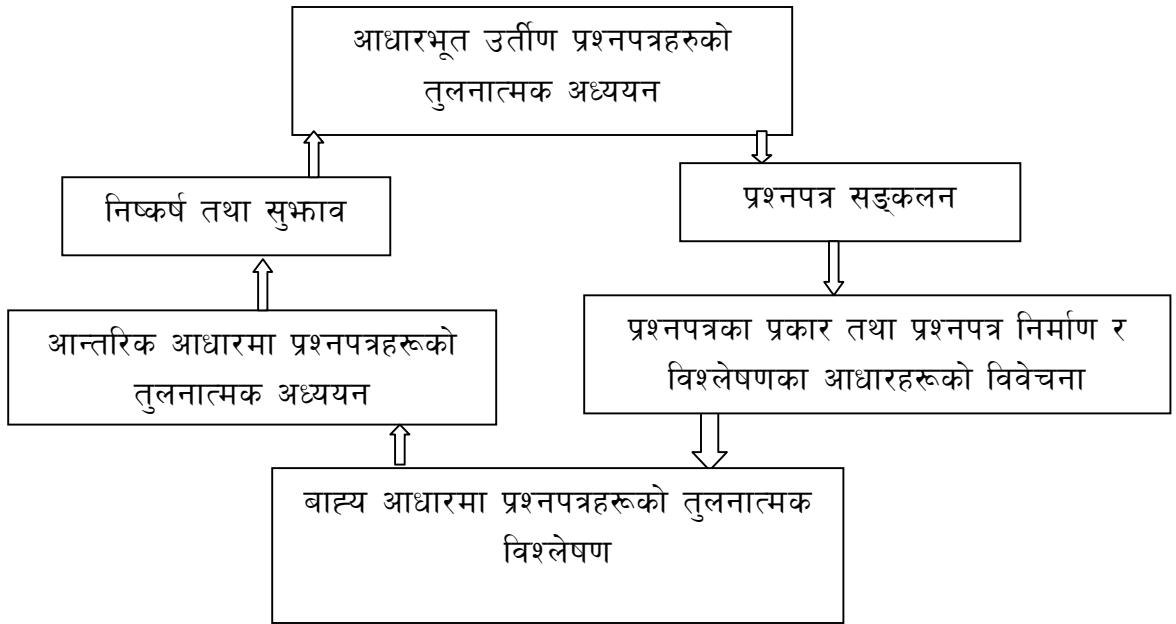 आधारभूत उर्तीण प्रश्नपत्रहरुको
तुलनात्मक अध्ययन
निष्कर्ष तथा सुझाव
प्रश्नपत्र सङ्कलन
आन्तरिक आधारमा प्रश्नपत्रहरूको
तुलनात्मक अध्ययन
प्रश्नपत्रका प्रकार तथा प्रश्नपत्र निर्माण र
विश्लेषणका आधारहरूको विवेचना
बाह्य आधारमा प्रश्नपत्रहरूको तुलनात्मक
विश्लेषण